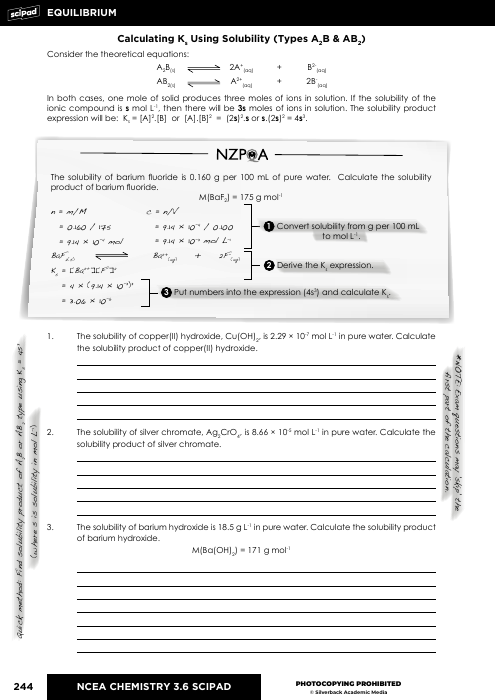 scipad EQUILIBRIUM
Calculating Kₛ Using Solubility (Types A₂B & AB₂)
Consider the theoretical equations:
A₂B₍ₛ₎ ⇌ 2A⁺₍aq₎ + B²⁻₍aq₎
AB₂₍ₛ₎ ⇌ A²⁺₍aq₎ + 2B⁻₍aq₎
In both cases, one mole of solid produces three moles of ions in solution. If the solubility of the
ionic compound is s mol L⁻¹, then there will be 3s moles of ions in solution. The solubility product
expression will be: Kₛ = [A]².[B] or [A].[B]² = (2s)².s or s.(2s)² = 4s³.
NZPQA
The solubility of barium fluoride is 0.160 g per 100 mL of pure water. Calculate the solubility
product of barium fluoride.
M(BaF₂) = 175 g mol⁻¹
n = m/M c = n/V
= 0.160 / 175 = 9.14 × 10⁻⁴ / 0.100
= 9.14 × 10⁻⁴ mol = 9.14 × 10⁻³ mol L⁻¹
1 Convert solubility from g per 100 mL
to mol L⁻¹.
BaF₂₍ₛ₎ ⇌ Ba²⁺₍aq₎ + 2F⁻₍aq₎
Kₛ = [Ba²⁺][F⁻]²
2 Derive the Kₛ expression.
= 4 × (9.14 × 10⁻³)³
= 3.06 × 10⁻⁶
3 Put numbers into the expression (4s³) and calculate Kₛ.
1. The solubility of copper(II) hydroxide, Cu(OH)₂, is 2.29 × 10⁻⁷ mol L⁻¹ in pure water. Calculate
the solubility product of copper(II) hydroxide.
2. The solubility of silver chromate, Ag₂CrO₄, is 8.66 × 10⁻⁵ mol L⁻¹ in pure water. Calculate the
solubility product of silver chromate.
3. The solubility of barium hydroxide is 18.5 g L⁻¹ in pure water. Calculate the solubility product
of barium hydroxide.
M(Ba(OH)₂) = 171 g mol⁻¹
Quick method: Find solubility product of A₂B or AB₂ type using Kₛ = 4s³
(where s is solubility in mol L⁻¹)
*NOTE: Exam questions may 'skip' the
first part of the calculation.
244 NCEA CHEMISTRY 3.6 SCIPAD
PHOTOCOPYING PROHIBITED
© Silverback Academic Media